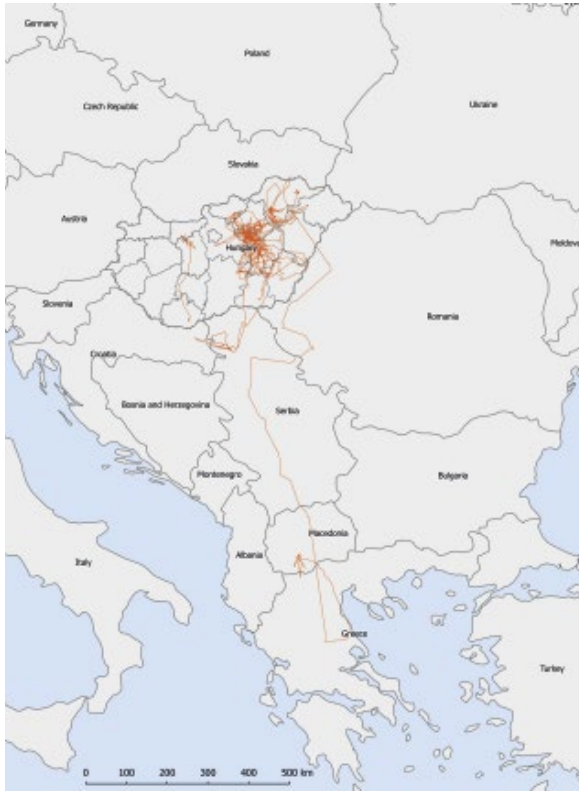 Germany
Poland
Czech Republic
Ukraine
Slovakia
Austria
Hungary
Moldova
Slovenia
Romania
Croatia
Bosnia and Herzegovina
Serbia
Montenegro
Bulgaria
Macedonia
Albania
Italy
Greece
Turkey
0 100 200 300 400 500 km